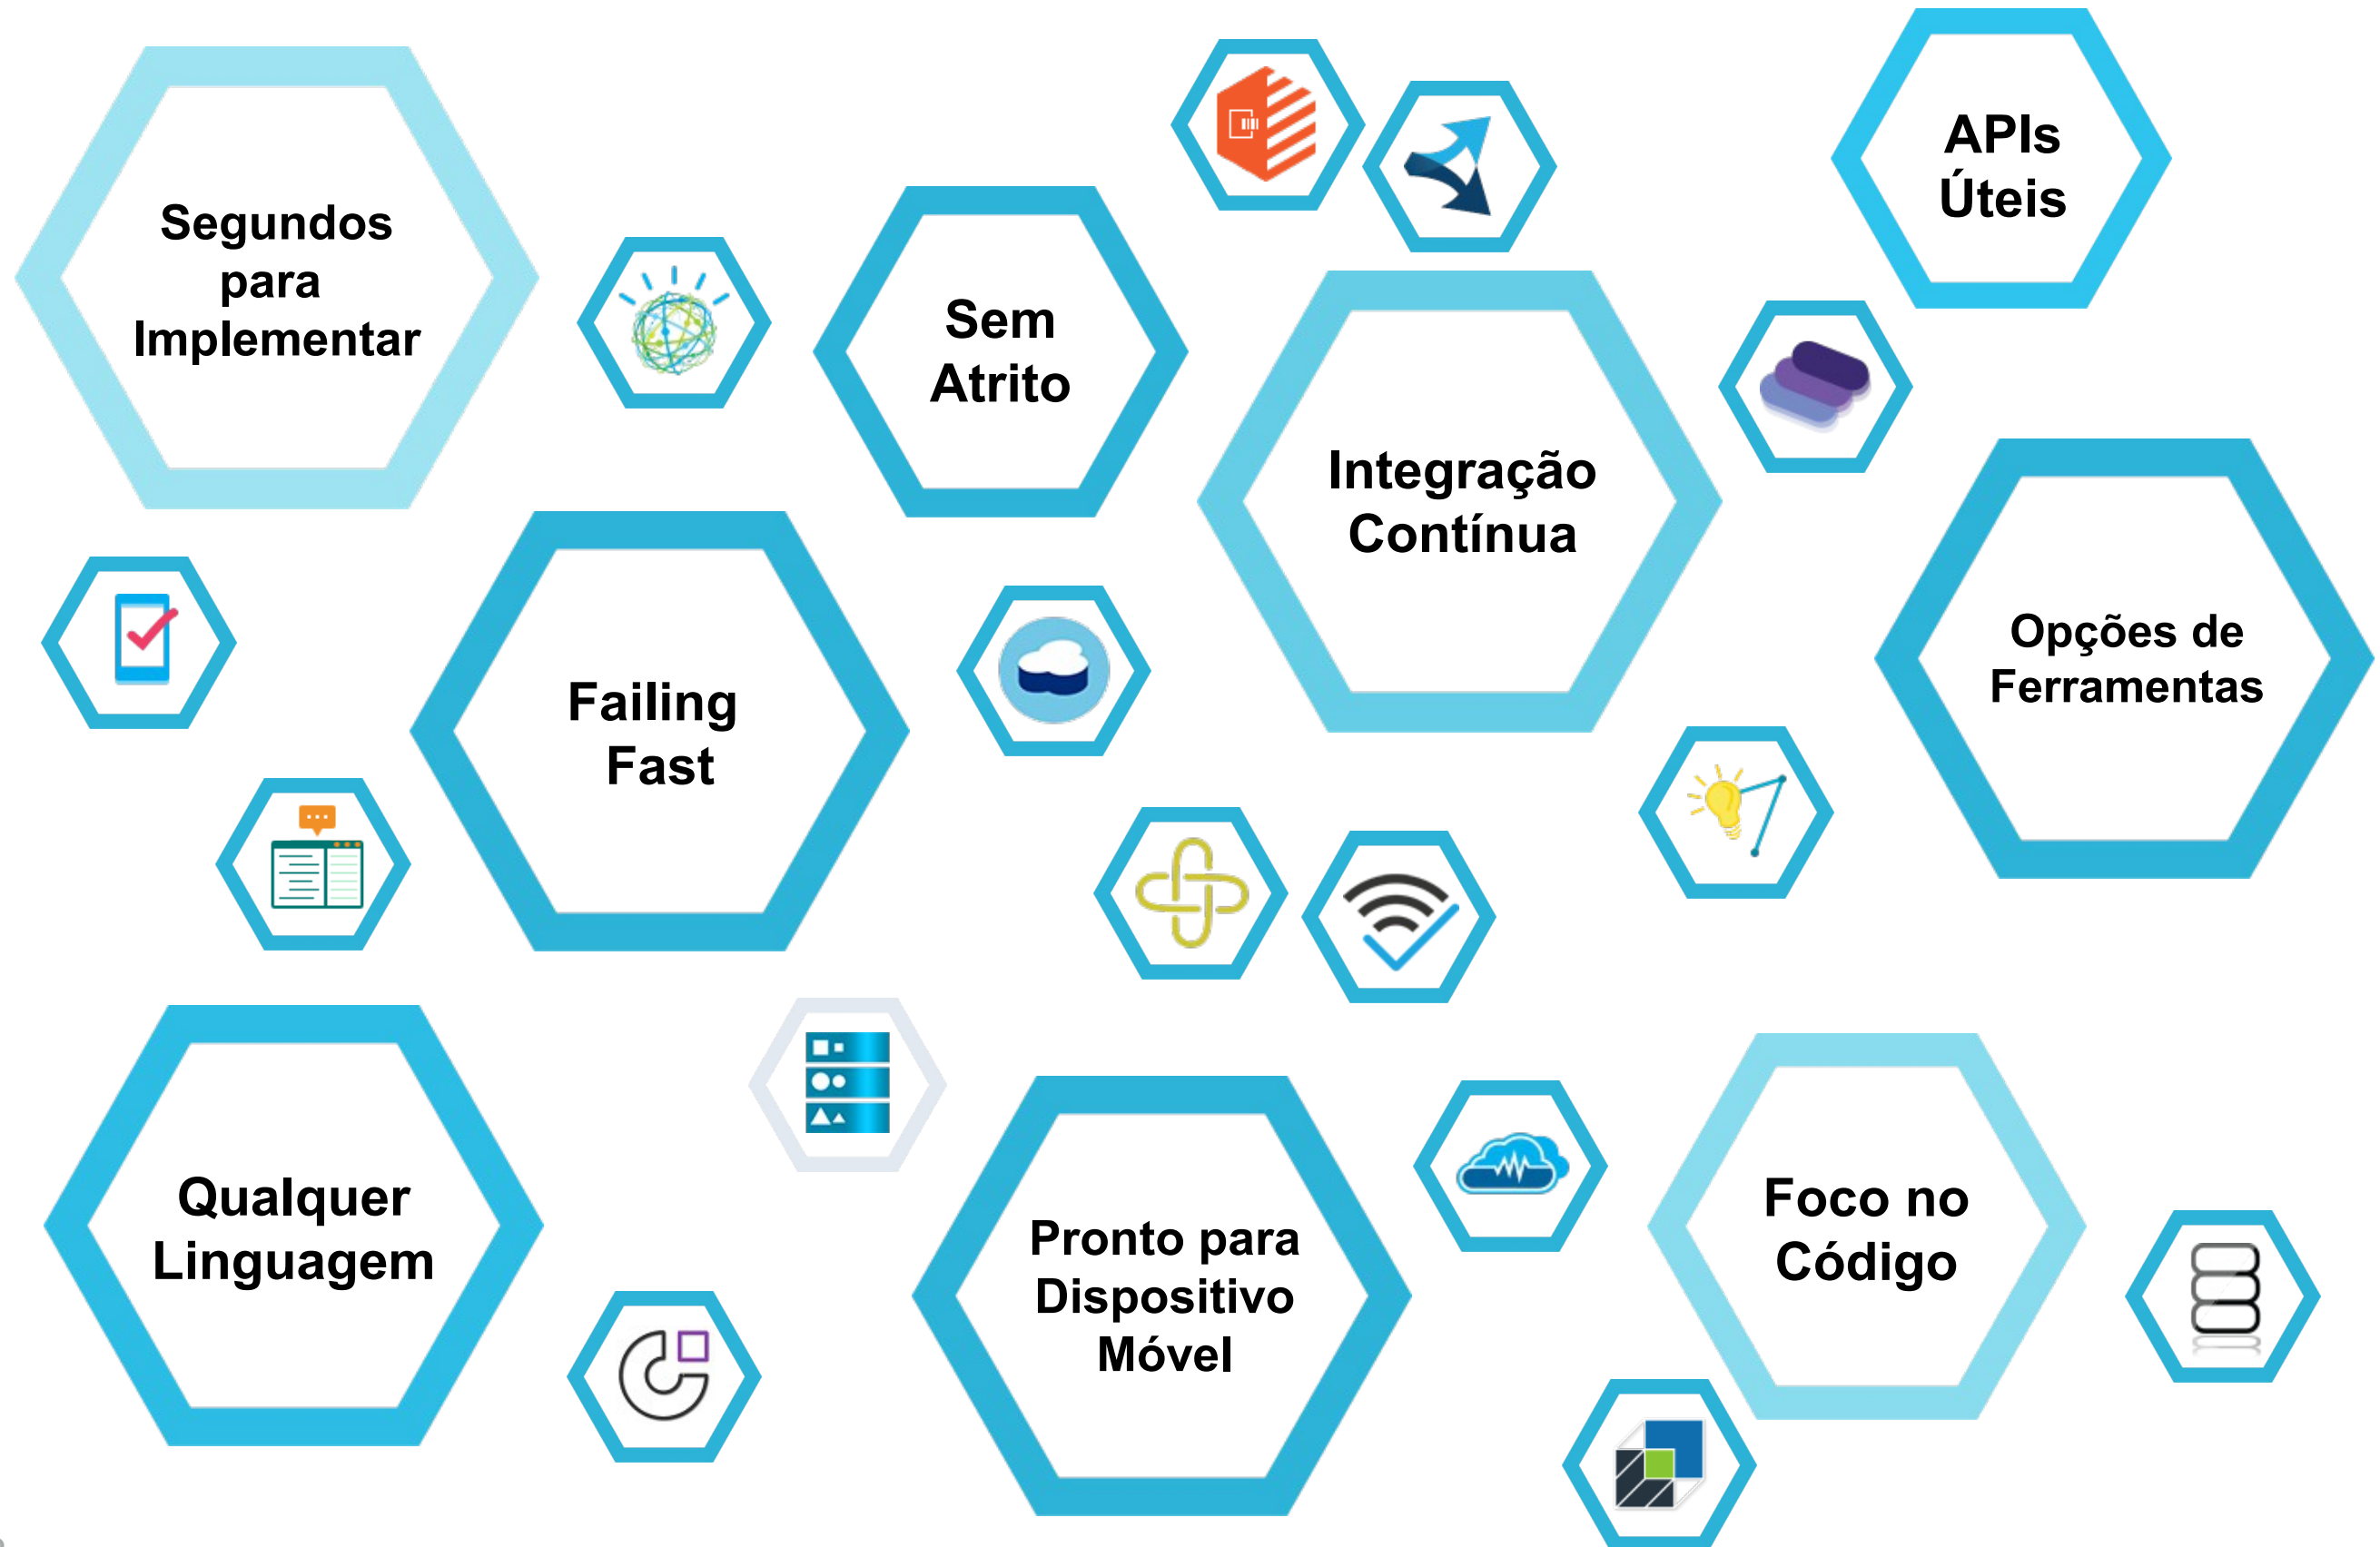 Segundos
para
Implementar
Sem
Atrito
APIs
Úteis
Integração
Contínua
Failing
Fast
Opções de
Ferramentas
Qualquer
Linguagem
Pronto para
Dispositivo
Móvel
Foco no
Código